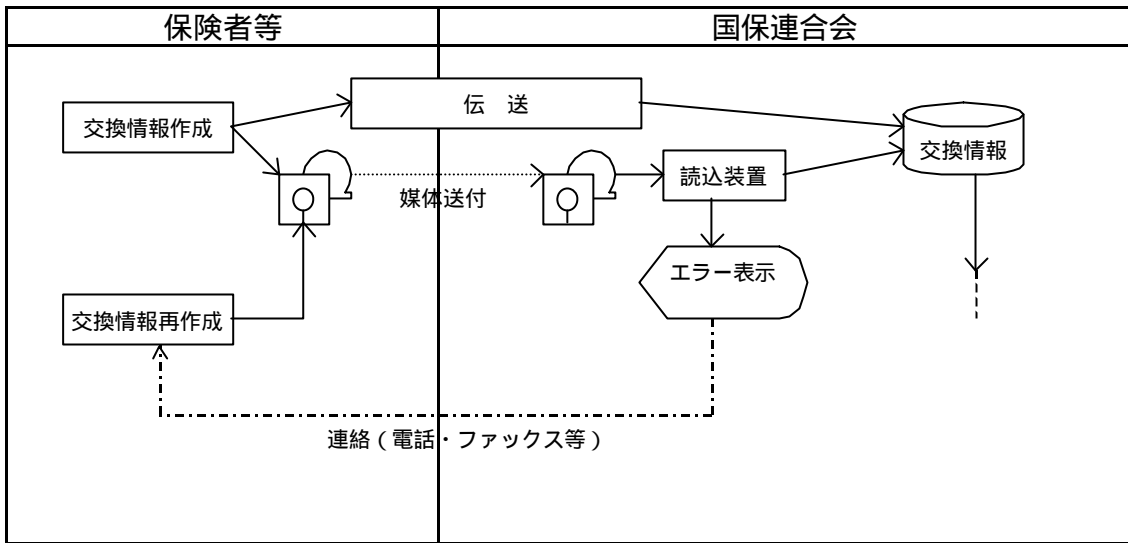 保険者等
国保連合会
伝　送
交換情報作成
交換情報
読込装置
媒体送付
エラー表示
交換情報再作成
連絡（電話・ファックス等）